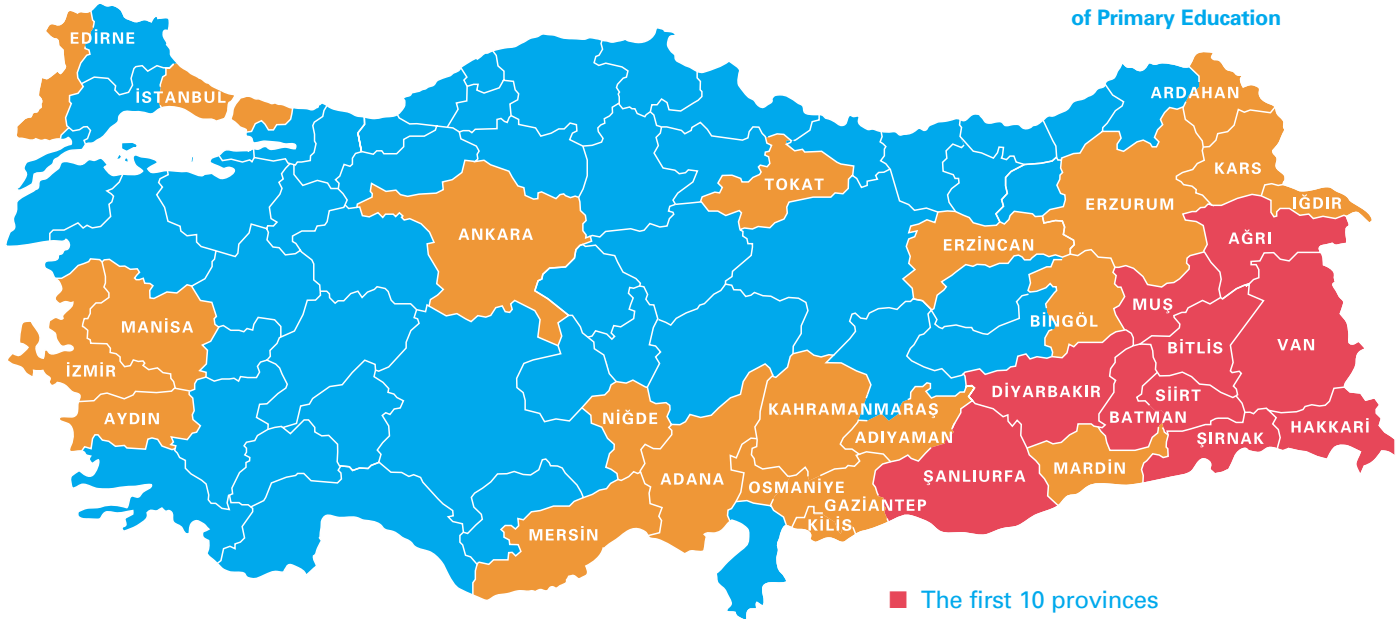 of Primary Education
EDİRNE
İSTANBUL
ARDAHAN
KARS
TOKAT
IĞDIR
ERZURUM
ANKARA
ERZİNCAN
AĞRI
MUŞ
BİNGÖL
MANİSA
BİTLİS
VAN
İZMİR
DİYARBAKIR
SİİRT
KAHRAMANMARAŞ
NİĞDE
AYDIN
BATMAN
HAKKARİ
ADIYAMAN
ŞIRNAK
MARDİN
ŞANLIURFA
ADANA
OSMANİYE
GAZİANTEP
KİLİS
MERSİN
The first 10 provinces